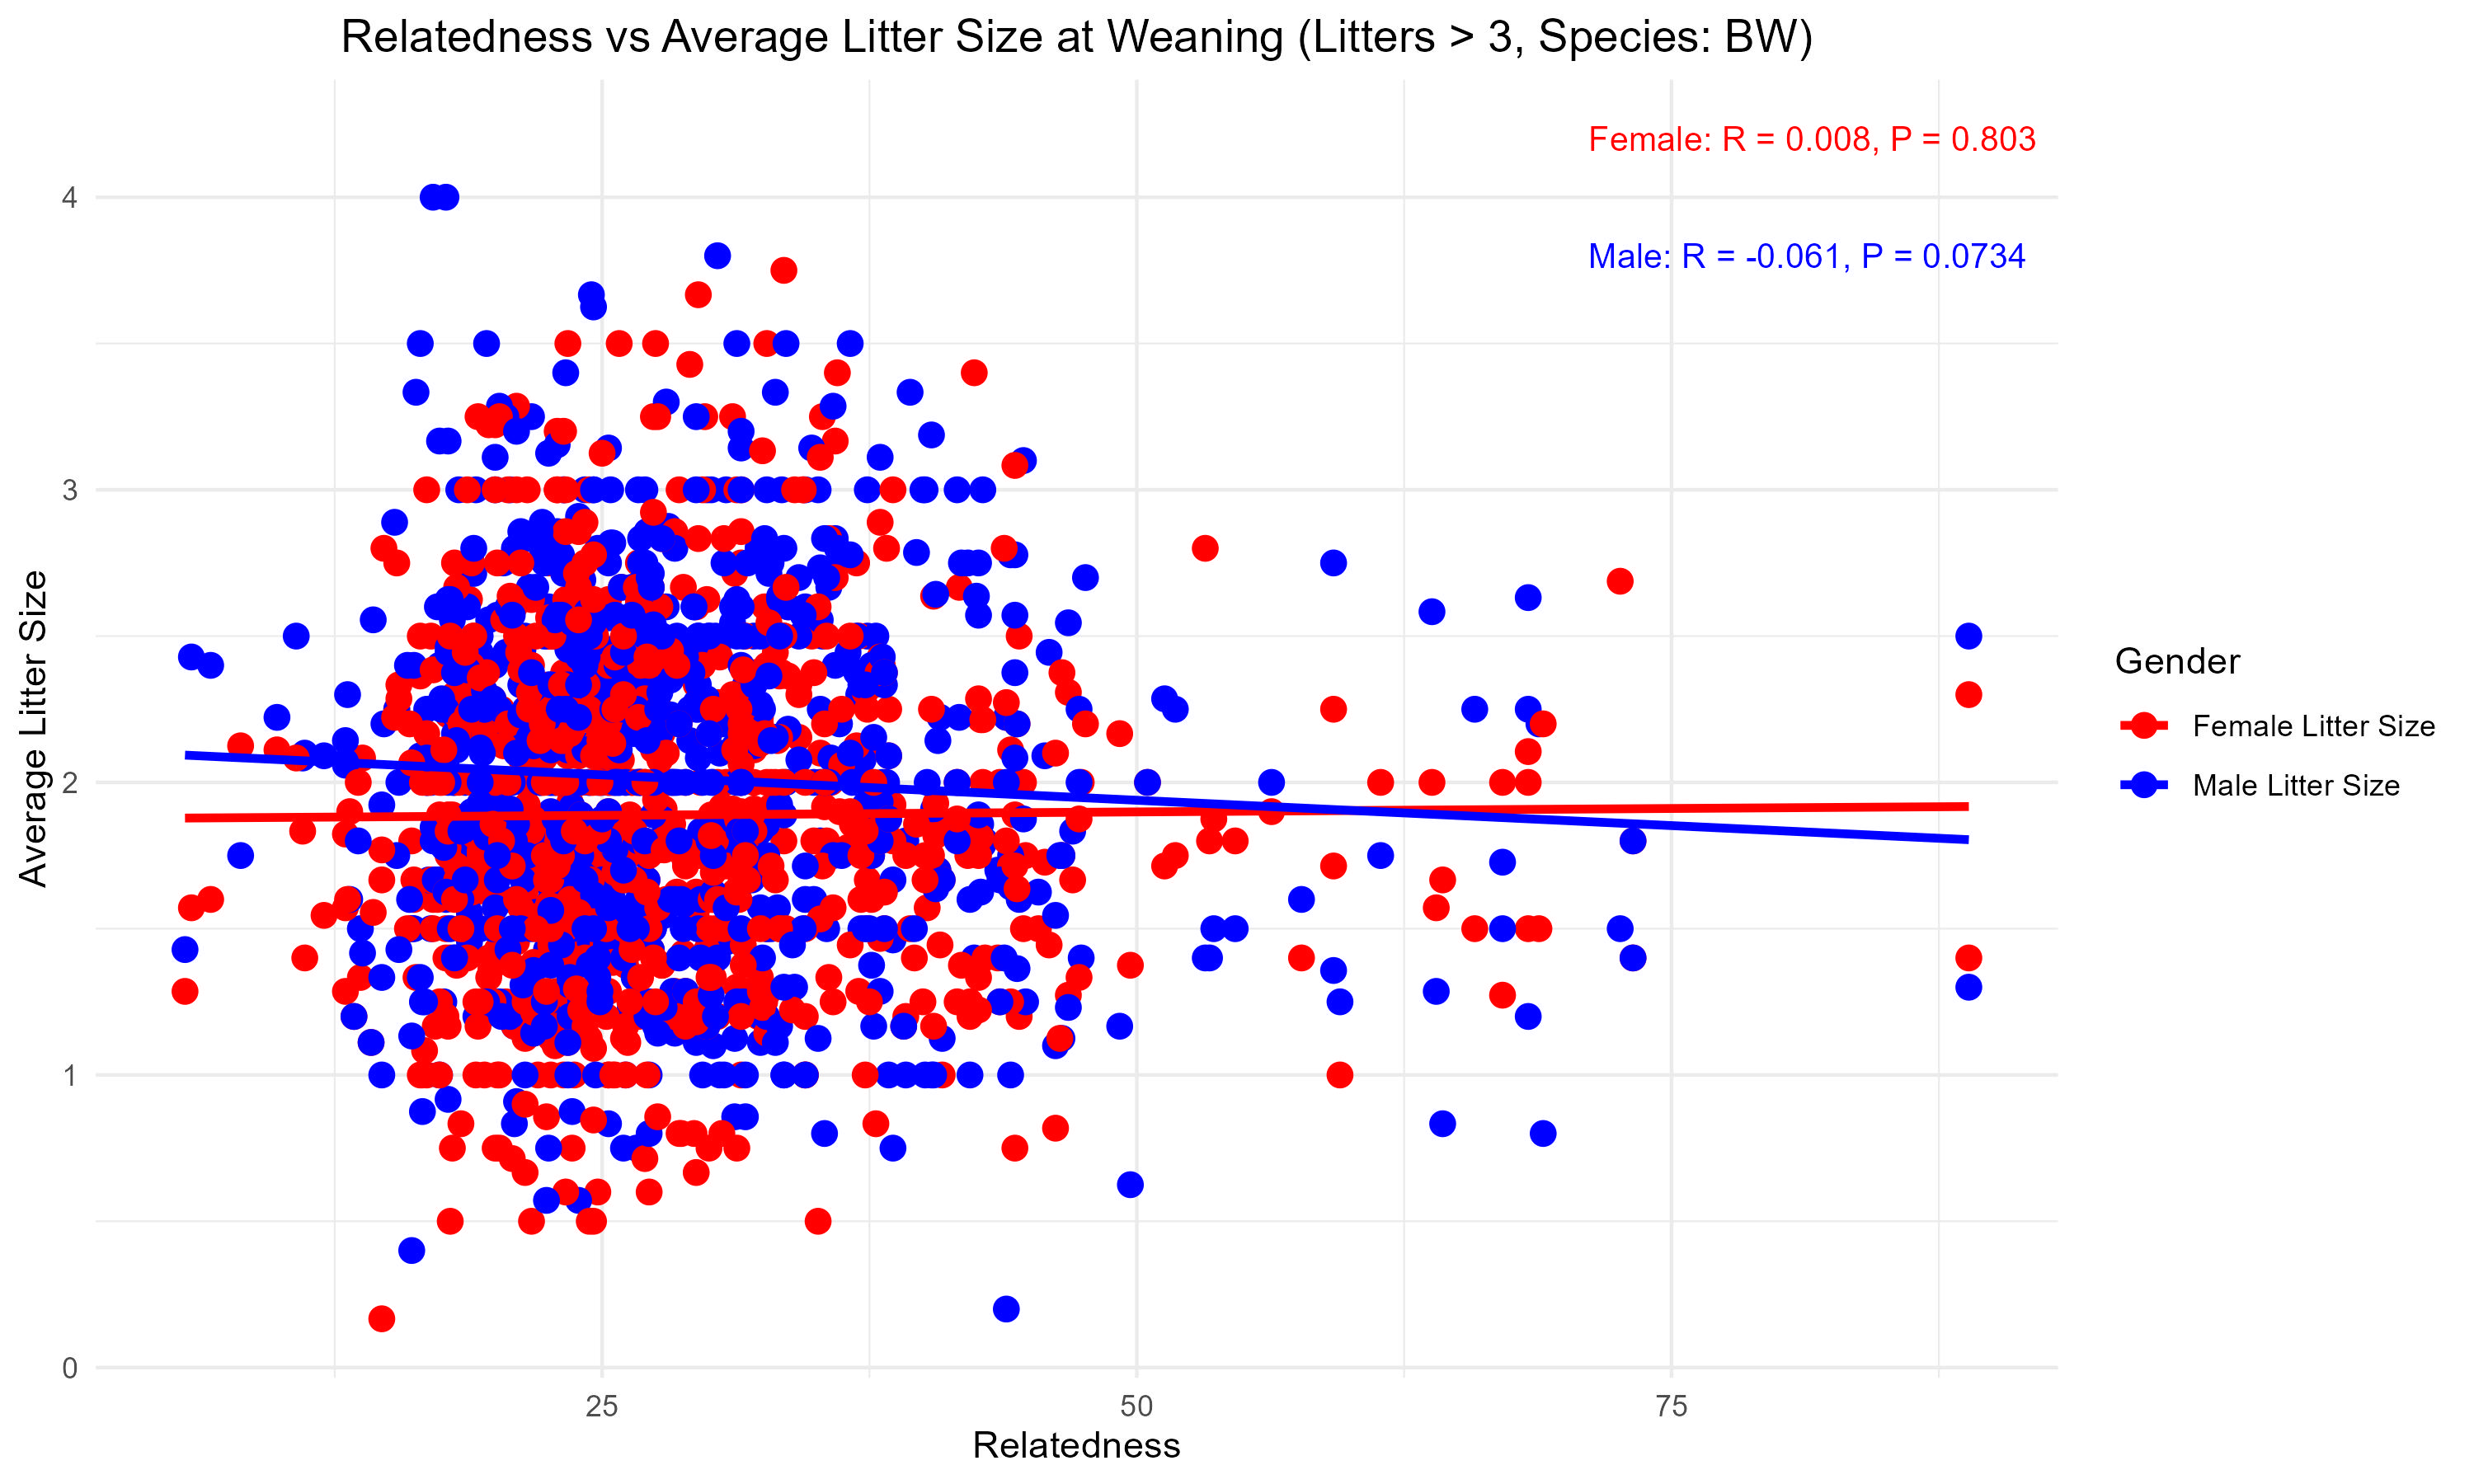 Relatedness vs Average Litter Size at Weaning (Litters > 3, Species: BW)
Female: R = 0.008, P = 0.803
Male: R = -0.061, P = 0.0734
4
3
2
1
0
Average Litter Size
25
50
75
Relatedness
Gender
Female Litter Size
Male Litter Size